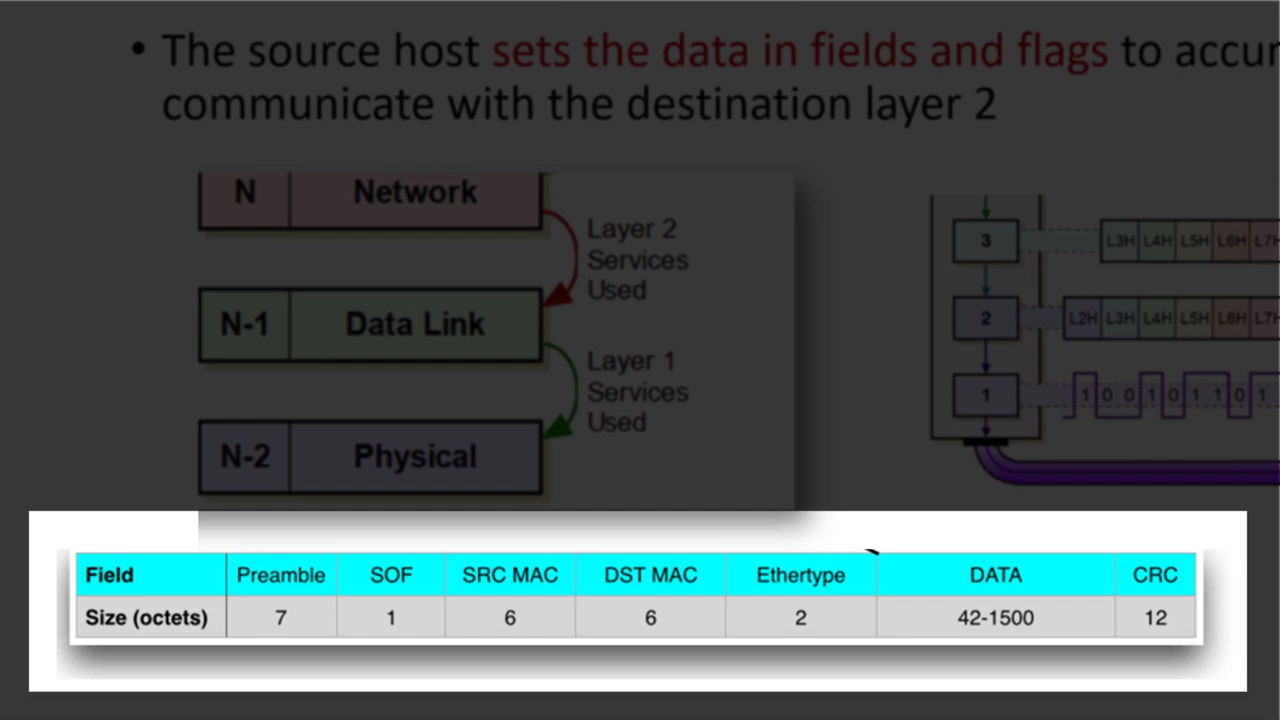 • The source host sets the data in fields and flags to accur
communicate with the destination layer 2
N Network
Layer 2
Services
Used
N-1 Data Link
Layer 1
Services
Used
N-2 Physical
3 L3H L4H L5H L6H L7H
2 L2H L3H L4H L5H L6H L7H
1 1 0 0 1 0 1 1 0 1
Field Preamble SOF SRC MAC DST MAC Ethertype DATA CRC
Size (octets) 7 1 6 6 2 42-1500 12